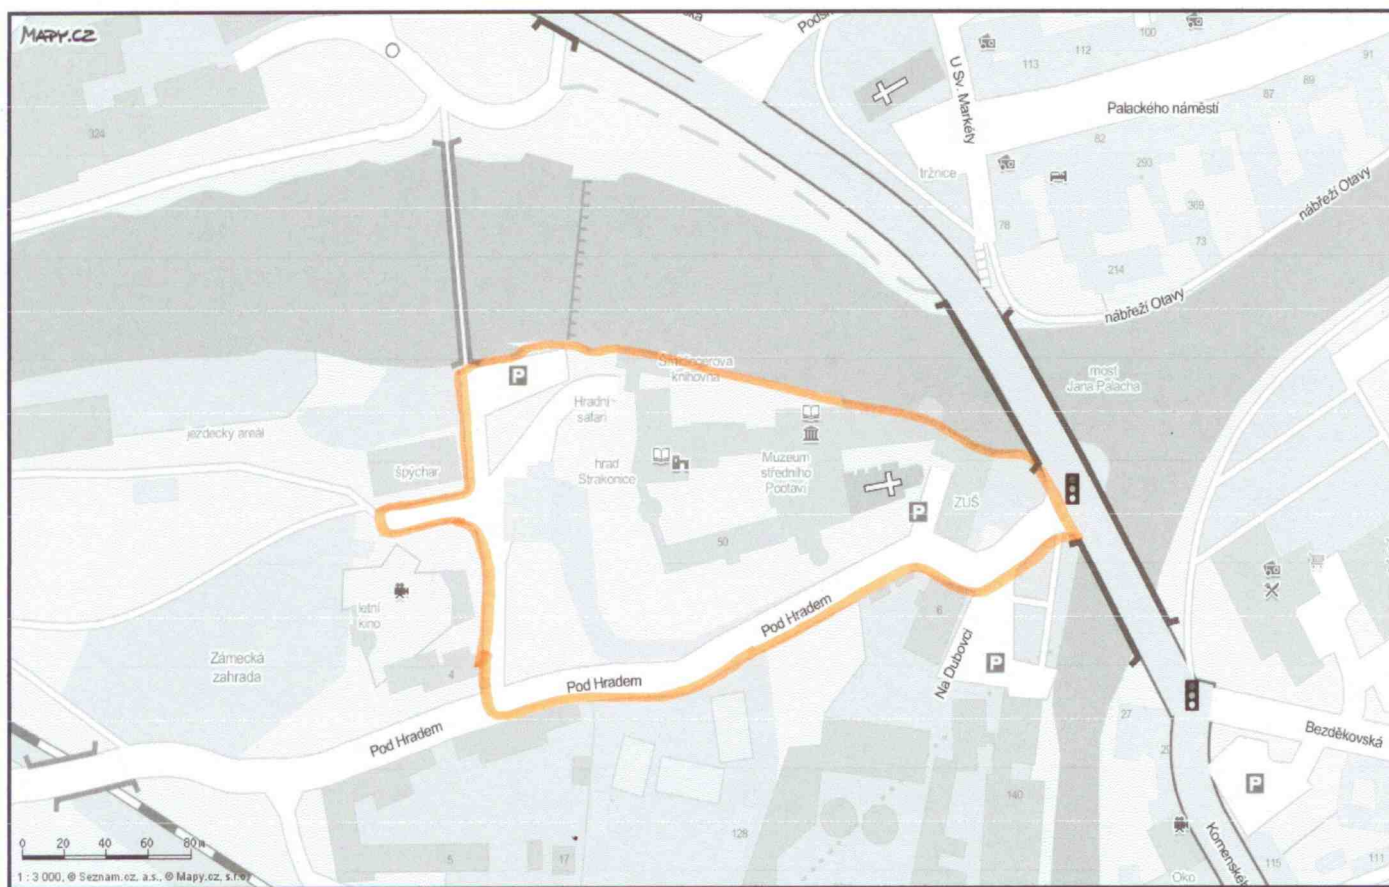 MAPY.CZ
U Sv. Markéty
Palackého náměstí
100
112
113
91
89
87
82
293
369
73
78
214
324
tržnice
nábřeží Otavy
nábřeží Otavy
most
Jana Palacha
P
knihovna
Hradní
safari
jezdecký areál
špýchar
hrad
Strakonice
Muzeum
středního
Pootaví
ZUŠ
P
50
letní
kino
Zámecká
zahrada
4
6
Pod Hradem
Pod Hradem
Pod Hradem
Na Dubovci
P
27
Bezděkovská
P
Komenského
Oko
115
111
140
128
5
17
0 20 40 60 80 m
1 : 3 000, © Seznam.cz, a.s., © Mapy.cz, s.r.o.